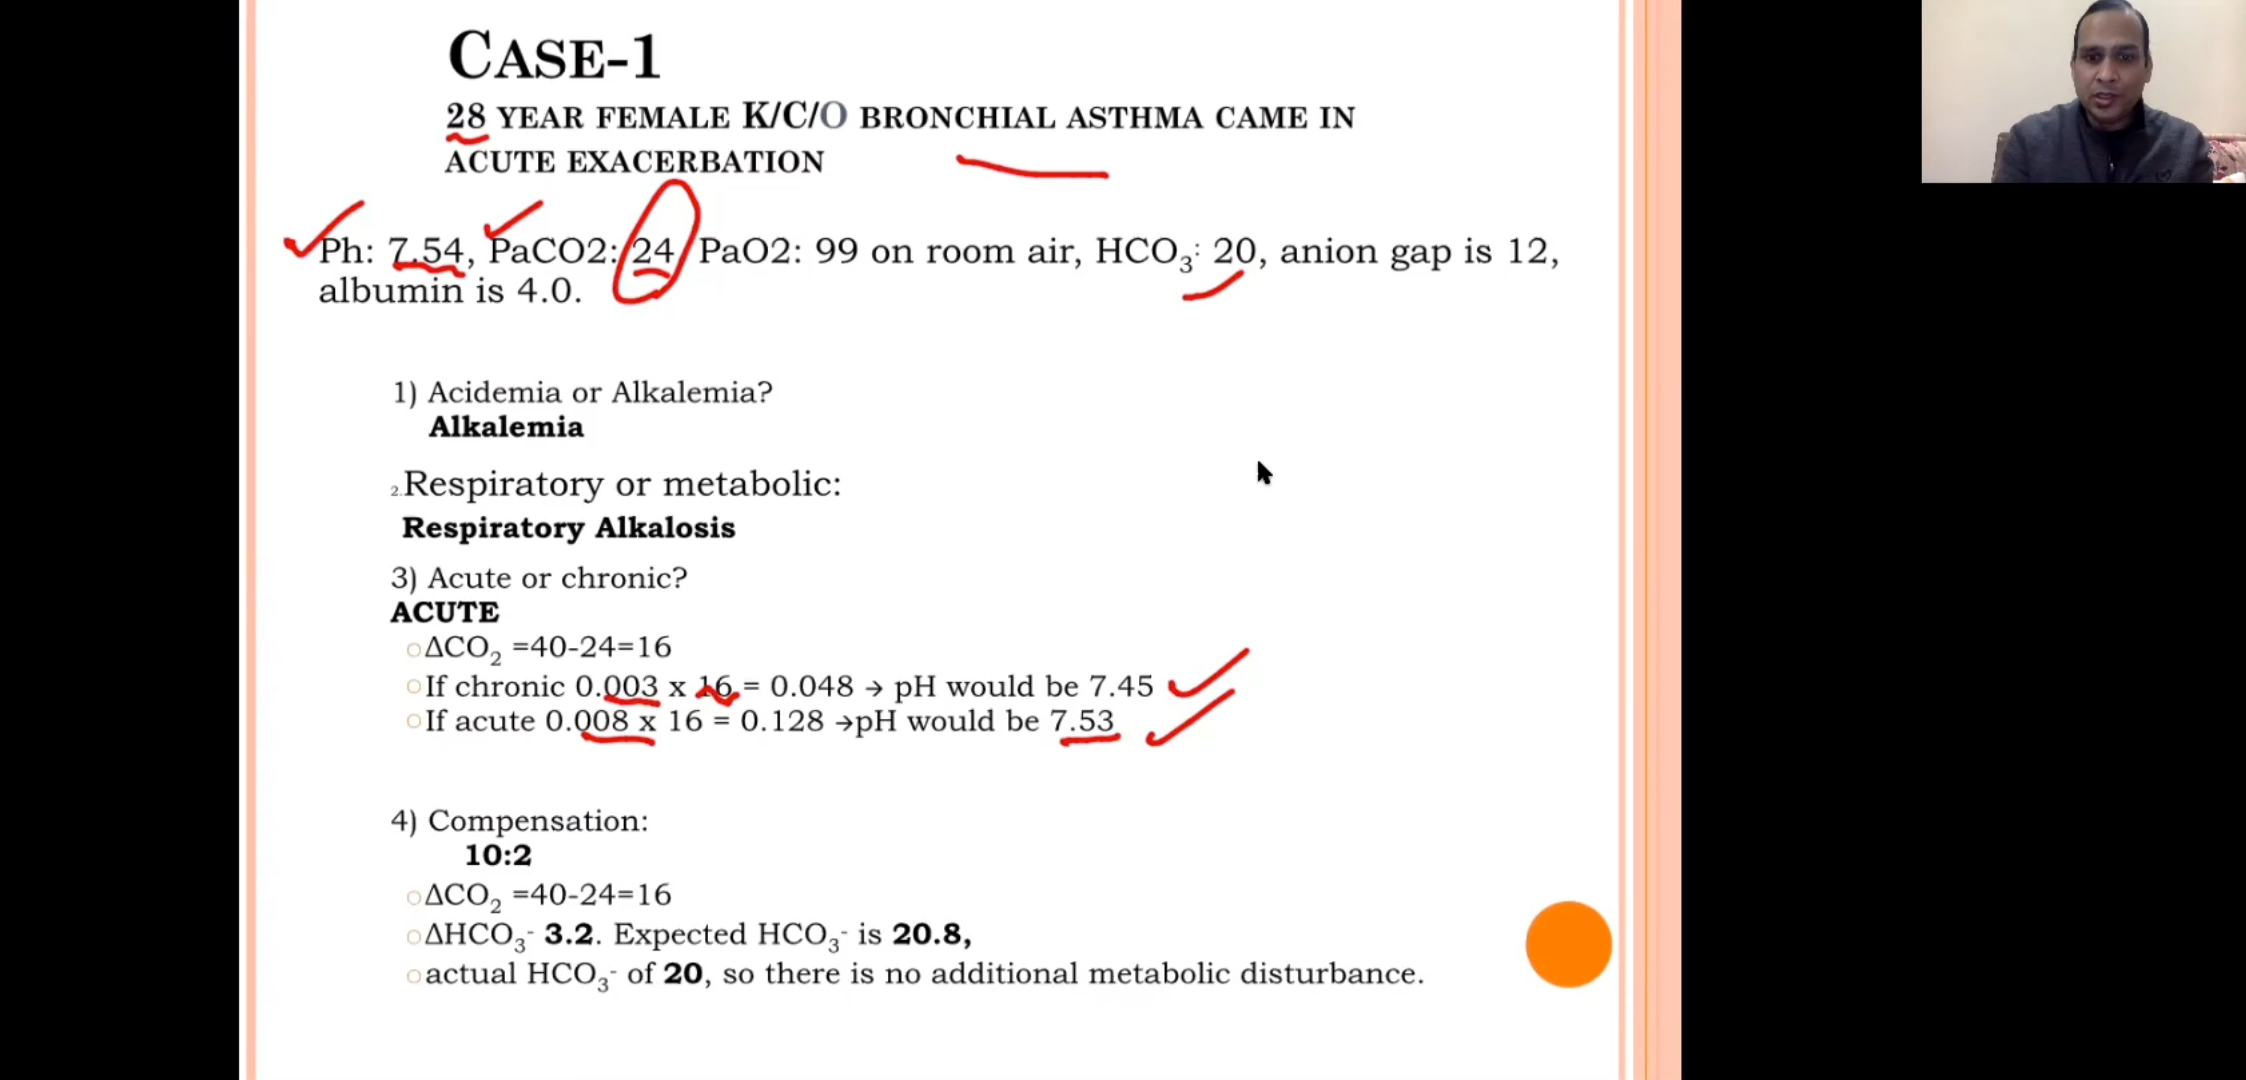 CASE-1
28 YEAR FEMALE K/C/O BRONCHIAL ASTHMA CAME IN
ACUTE EXACERBATION
Ph: 7.54, PaCO2: 24 PaO2: 99 on room air, HCO₃: 20, anion gap is 12,
albumin is 4.0.
1) Acidemia or Alkalemia?
Alkalemia
2. Respiratory or metabolic:
Respiratory Alkalosis
3) Acute or chronic?
ACUTE
ΔCO₂ =40-24=16
If chronic 0.003 x 16 = 0.048 → pH would be 7.45
If acute 0.008 x 16 = 0.128 →pH would be 7.53
4) Compensation:
10:2
ΔCO₂ =40-24=16
ΔHCO₃⁻ 3.2. Expected HCO₃⁻ is 20.8,
actual HCO₃⁻ of 20, so there is no additional metabolic disturbance.